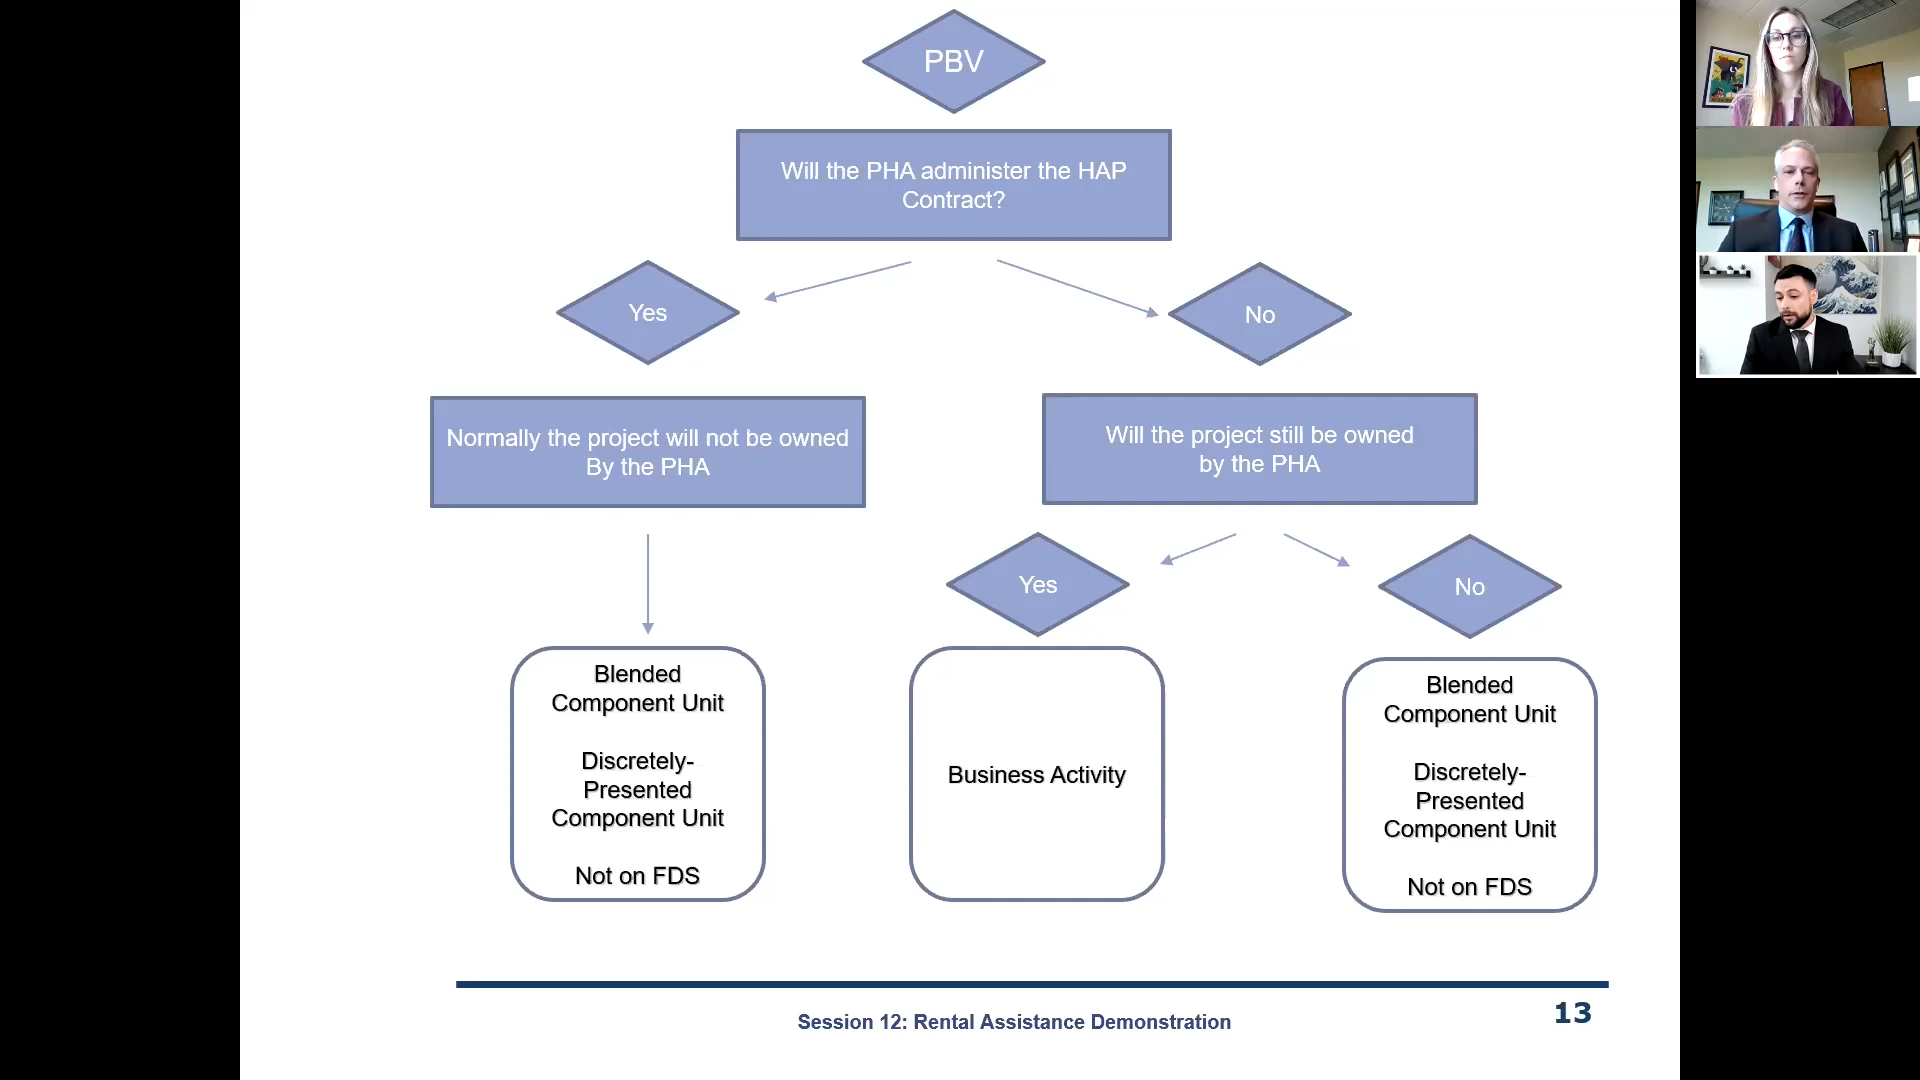 PBV
Will the PHA administer the HAP
Contract?
Yes
No
Normally the project will not be owned
By the PHA
Will the project still be owned
by the PHA
Yes
No
Blended
Component Unit
Discretely-
Presented
Component Unit
Not on FDS
Business Activity
Blended
Component Unit
Discretely-
Presented
Component Unit
Not on FDS
Session 12: Rental Assistance Demonstration
13